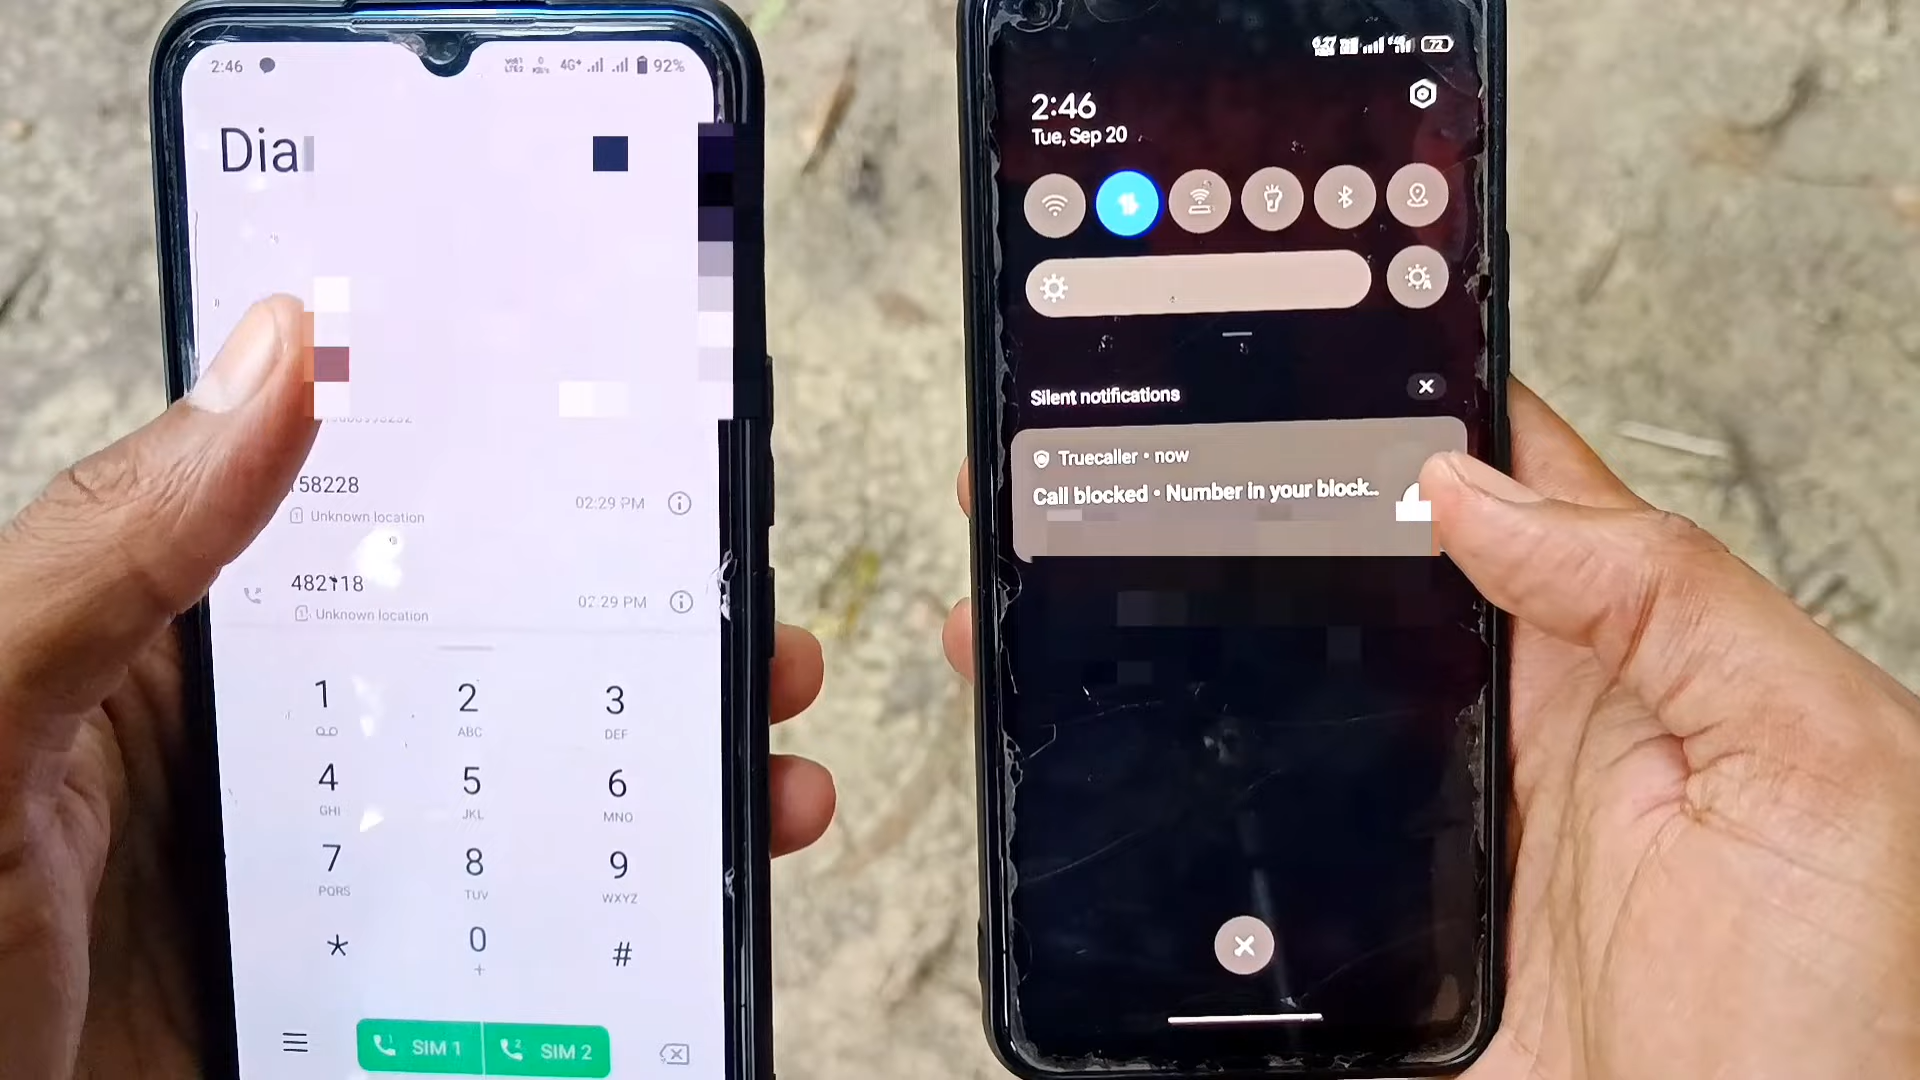 2:46
4G+
92%
Dial
158228
02:29 PM
Unknown location
482118
02:29 PM
Unknown location
1
2
ABC
3
DEF
4
GHI
5
JKL
6
MNO
7
PQRS
8
TUV
9
WXYZ
*
0
+
#
SIM 1
SIM 2
72
2:46
Tue, Sep 20
Silent notifications
Truecaller • now
Call blocked • Number in your block..